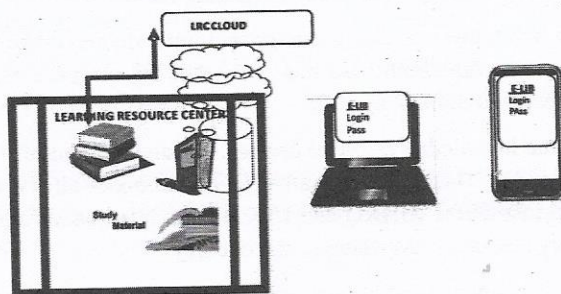 LRCCLOUD
LEARNING RESOURCE CENTER
Study
Material
E-LIB
Login
Pass
E-LIB
Login
PAss